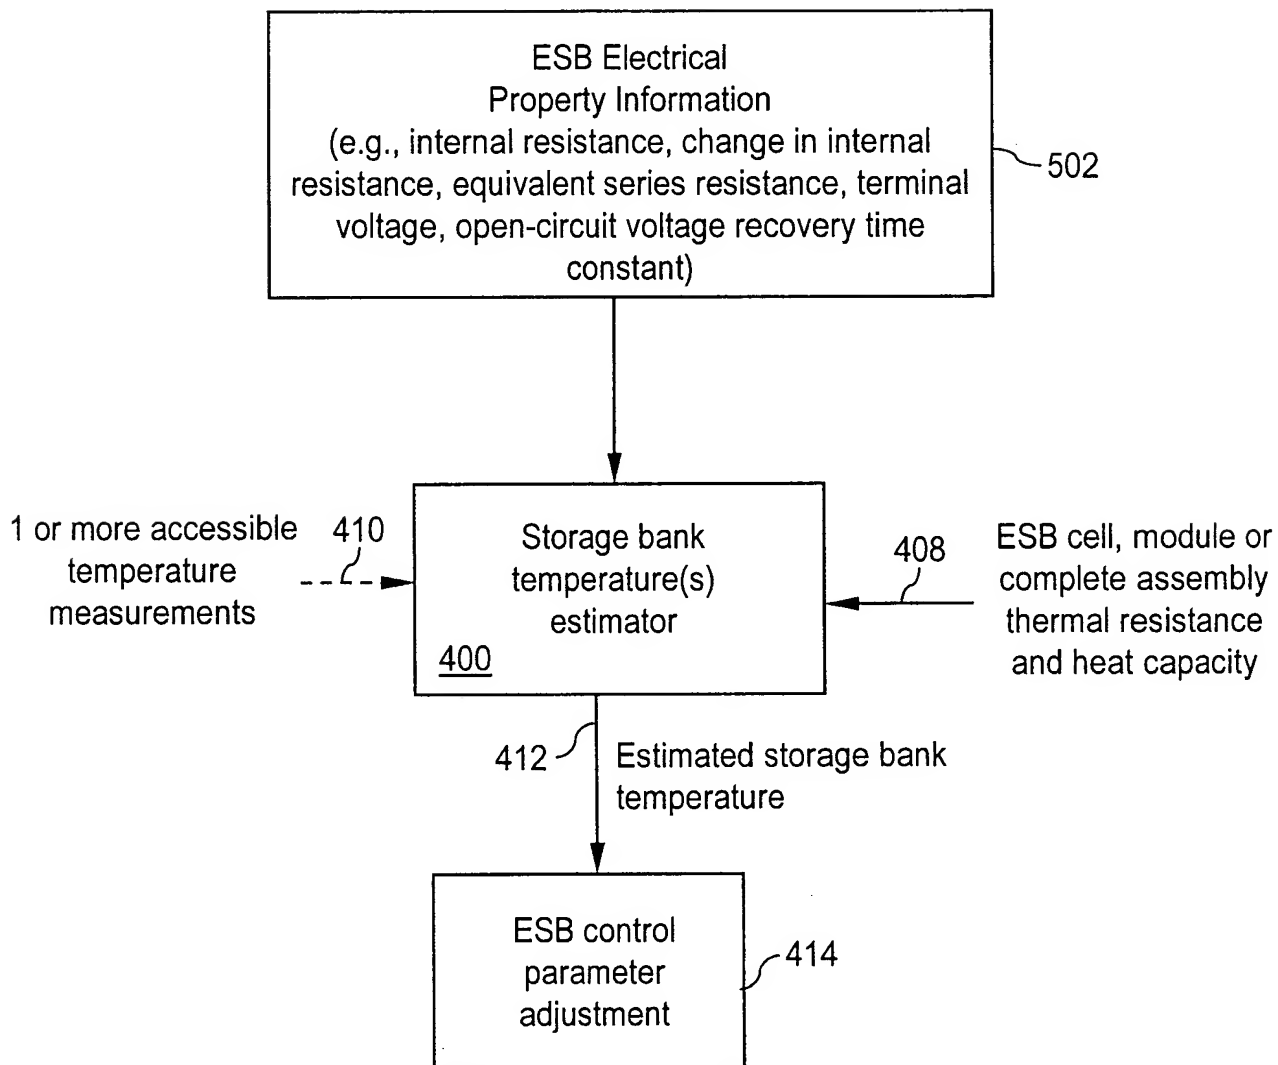 ESB Electrical
Property Information
(e.g., internal resistance, change in internal
resistance, equivalent series resistance, terminal
voltage, open-circuit voltage recovery time
constant)
502
1 or more accessible
temperature
measurements
410
Storage bank
temperature(s)
estimator
400
408
ESB cell, module or
complete assembly
thermal resistance
and heat capacity
412
Estimated storage bank
temperature
ESB control
parameter
adjustment
414